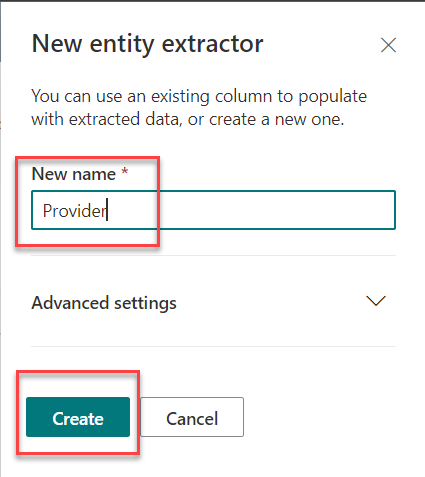 New entity extractor
You can use an existing column to populate
with extracted data, or create a new one.
New name *
Provider
Advanced settings
Create Cancel